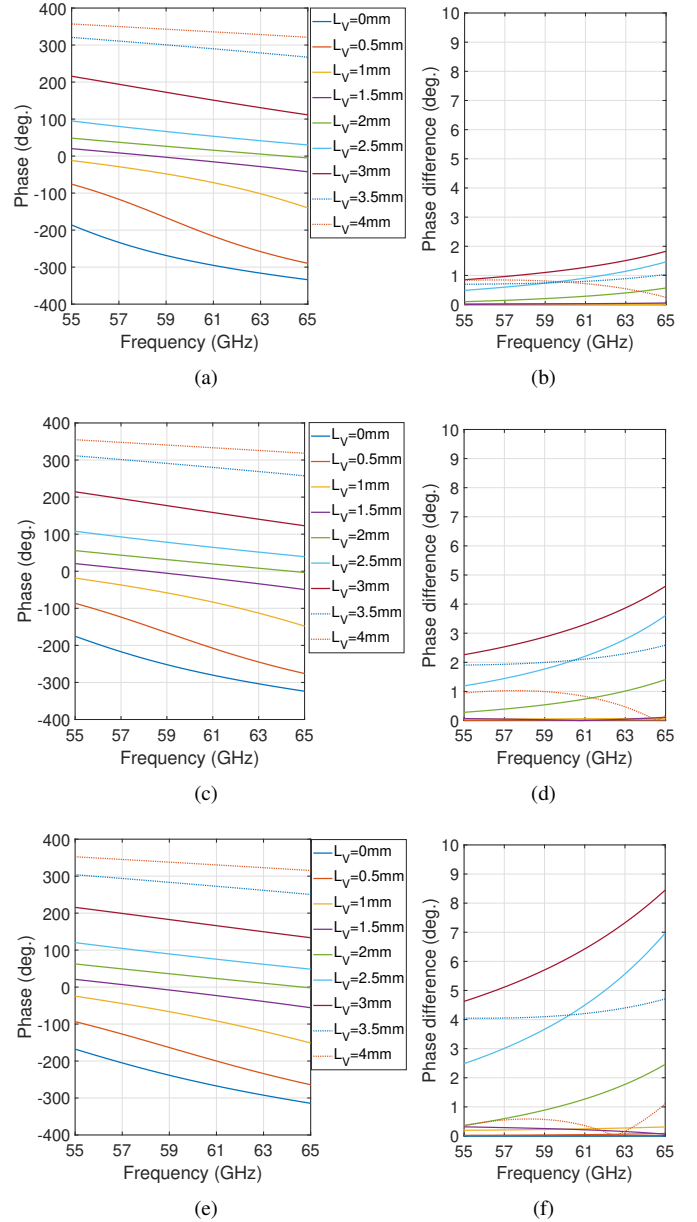 400
300
200
100
0
-100
-200
-300
-400
55 57 59 61 63 65
Frequency (GHz)
Phase (deg.)
L_V=0mm
L_V=0.5mm
L_V=1mm
L_V=1.5mm
L_V=2mm
L_V=2.5mm
L_V=3mm
L_V=3.5mm
L_V=4mm
(a)
10
9
8
7
6
5
4
3
2
1
0
55 57 59 61 63 65
Frequency (GHz)
Phase difference (deg.)
(b)
400
300
200
100
0
-100
-200
-300
-400
55 57 59 61 63 65
Frequency (GHz)
Phase (deg.)
L_V=0mm
L_V=0.5mm
L_V=1mm
L_V=1.5mm
L_V=2mm
L_V=2.5mm
L_V=3mm
L_V=3.5mm
L_V=4mm
(c)
10
9
8
7
6
5
4
3
2
1
0
55 57 59 61 63 65
Frequency (GHz)
Phase difference (deg.)
(d)
400
300
200
100
0
-100
-200
-300
-400
55 57 59 61 63 65
Frequency (GHz)
Phase (deg.)
L_V=0mm
L_V=0.5mm
L_V=1mm
L_V=1.5mm
L_V=2mm
L_V=2.5mm
L_V=3mm
L_V=3.5mm
L_V=4mm
(e)
10
9
8
7
6
5
4
3
2
1
0
55 57 59 61 63 65
Frequency (GHz)
Phase difference (deg.)
(f)